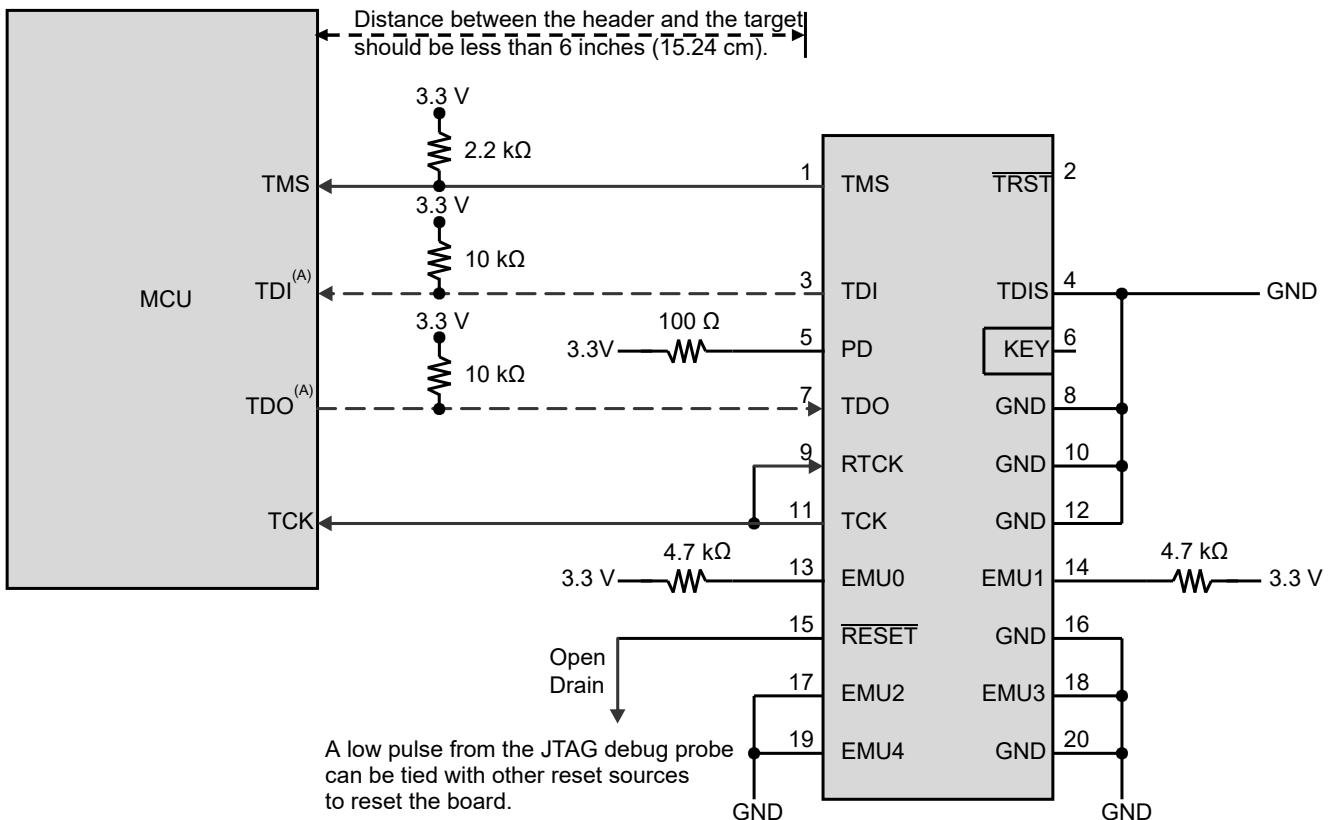 Distance between the header and the target
should be less than 6 inches (15.24 cm).
3.3 V
2.2 kΩ
TMS
1
TMS
TRST
2
3.3 V
10 kΩ
MCU
TDI(A)
3
TDI
TDIS
4
GND
3.3 V
100 Ω
3.3V
5
PD
KEY
6
10 kΩ
TDO(A)
7
TDO
GND
8
9
RTCK
GND
10
TCK
11
TCK
GND
12
4.7 kΩ
3.3 V
13
EMU0
EMU1
14
4.7 kΩ
3.3 V
15
RESET
GND
16
Open
Drain
17
EMU2
EMU3
18
A low pulse from the JTAG debug probe
can be tied with other reset sources
to reset the board.
19
EMU4
GND
20
GND
GND